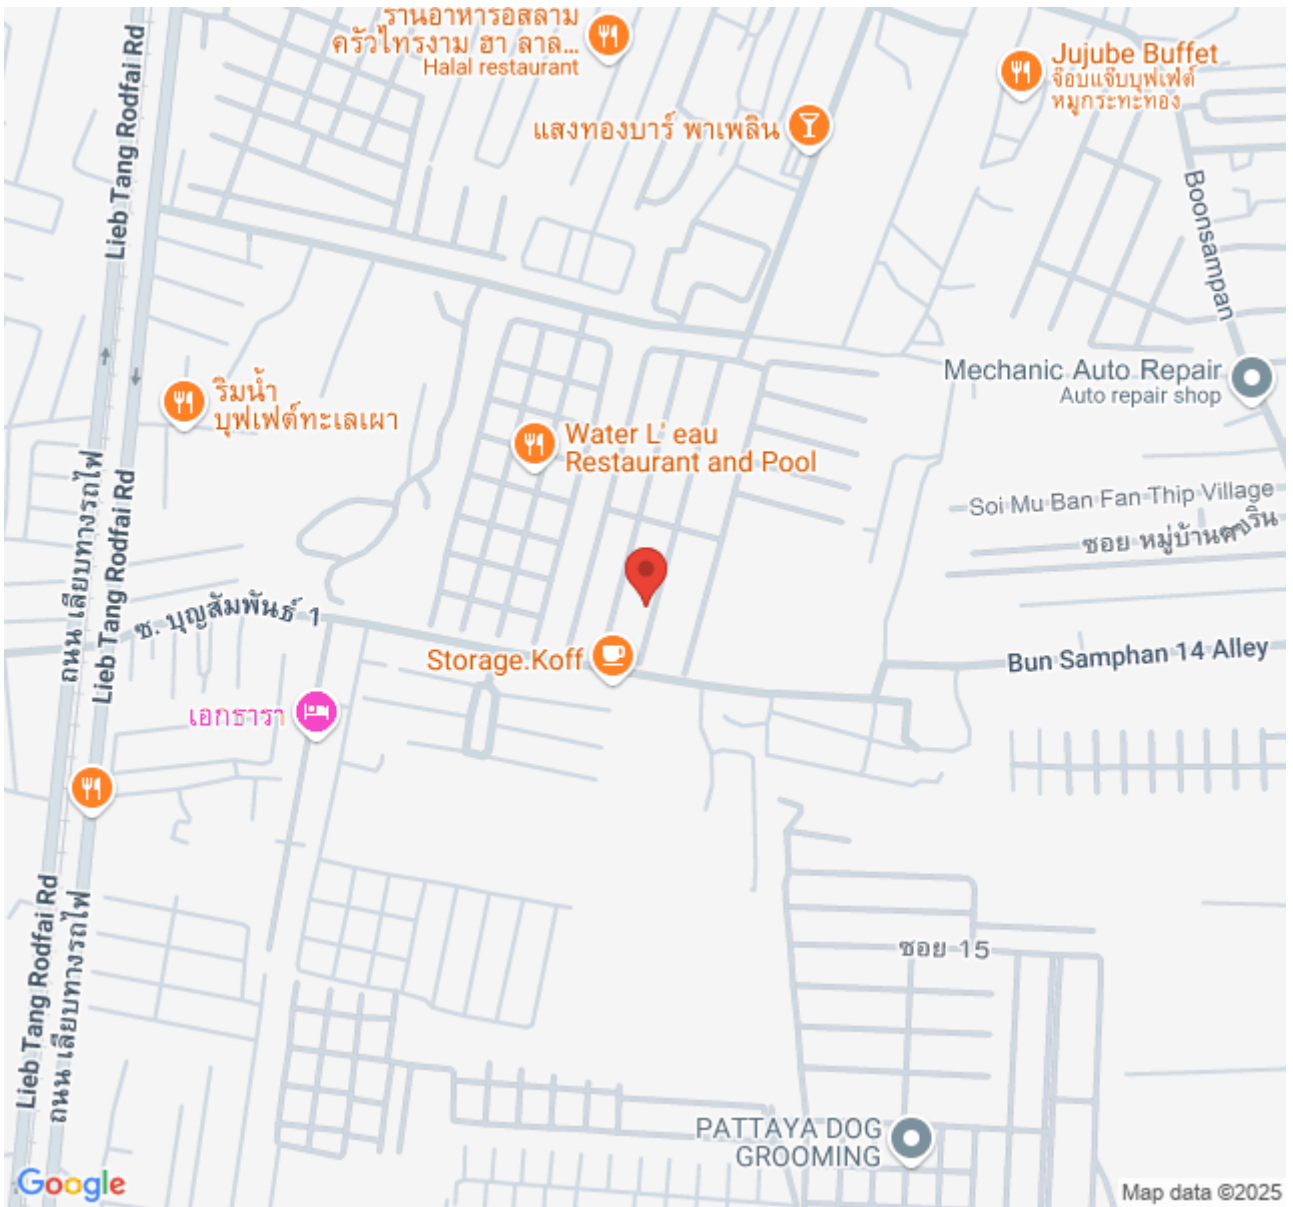 ร้านอาหารอิสลาม
ครัวไทรงาม ฮา ลาล...
Halal restaurant
Jujube Buffet
จ๊อบแจ๊บบุฟเฟ่ต์
หมูกระทะทอง
แสงทองบาร์ พาเพลิน
Lieb Tang Rodfai Rd
Boonsampan
Mechanic Auto Repair
Auto repair shop
ริมน้ำ
บุฟเฟ่ต์ทะเลเผา
Water L' eau
Restaurant and Pool
ถนน เลียบทางรถไฟ
Lieb Tang Rodfai Rd
Soi Mu Ban Fan Thip Village
ซอย หมู่บ้าน
ซ. บุญสัมพันธ์ 1
Storage.Koff
Bun Samphan 14 Alley
เอกธารา
Lieb Tang Rodfai Rd
ถนน เลียบทางรถไฟ
ซอย 15
PATTAYA DOG
GROOMING
Google
Map data ©2025